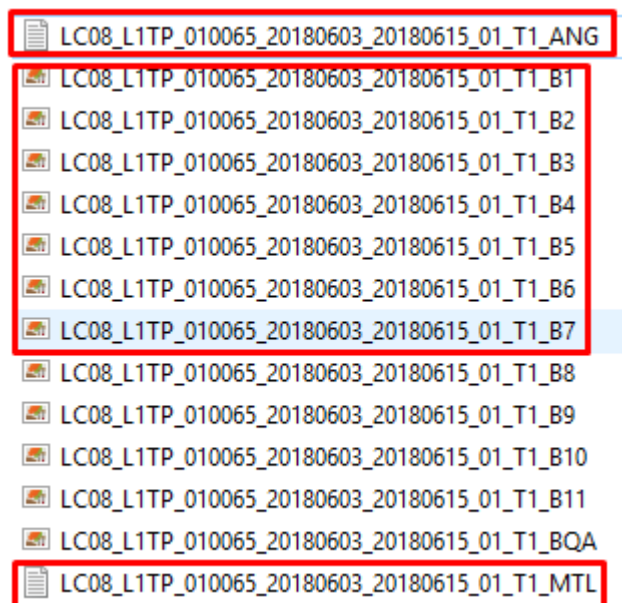 LC08_L1TP_010065_20180603_20180615_01_T1_ANG
LC08_L1TP_010065_20180603_20180615_01_T1_B1
LC08_L1TP_010065_20180603_20180615_01_T1_B2
LC08_L1TP_010065_20180603_20180615_01_T1_B3
LC08_L1TP_010065_20180603_20180615_01_T1_B4
LC08_L1TP_010065_20180603_20180615_01_T1_B5
LC08_L1TP_010065_20180603_20180615_01_T1_B6
LC08_L1TP_010065_20180603_20180615_01_T1_B7
LC08_L1TP_010065_20180603_20180615_01_T1_B8
LC08_L1TP_010065_20180603_20180615_01_T1_B9
LC08_L1TP_010065_20180603_20180615_01_T1_B10
LC08_L1TP_010065_20180603_20180615_01_T1_B11
LC08_L1TP_010065_20180603_20180615_01_T1_BQA
LC08_L1TP_010065_20180603_20180615_01_T1_MTL